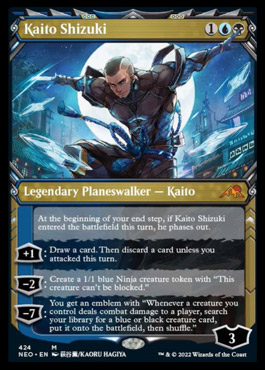 Kaito Shizuki 1
Legendary Planeswalker — Kaito
At the beginning of your end step, if Kaito Shizuki
entered the battlefield this turn, he phases out.
+1: Draw a card. Then discard a card unless you
attacked this turn.
−2: Create a 1/1 blue Ninja creature token with “This
creature can’t be blocked.”
−7: You get an emblem with “Whenever a creature you
control deals combat damage to a player, search
your library for a blue or black creature card,
put it onto the battlefield, then shuffle.”
3
424 M
NEO • EN KAORU HAGIYA
™ & © 2022 Wizards of the Coast